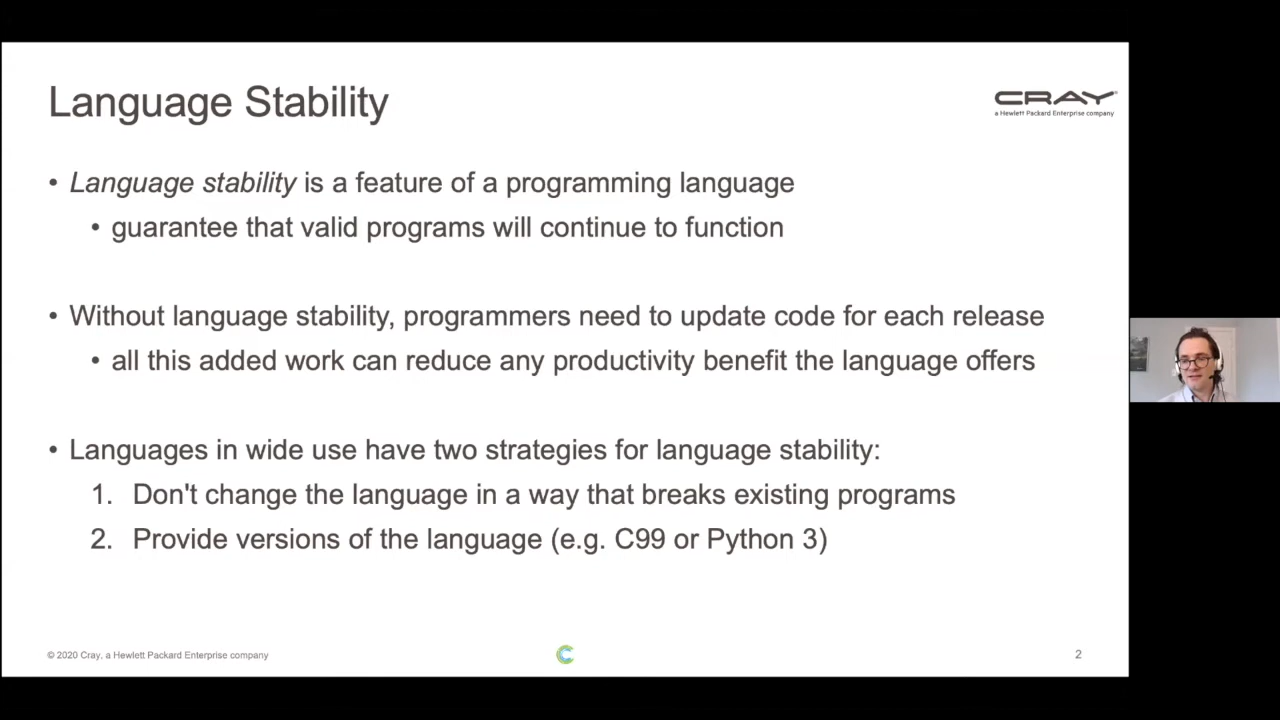 Language Stability
CRAY
a Hewlett Packard Enterprise company
• Language stability is a feature of a programming language
• guarantee that valid programs will continue to function
• Without language stability, programmers need to update code for each release
• all this added work can reduce any productivity benefit the language offers
• Languages in wide use have two strategies for language stability:
1. Don't change the language in a way that breaks existing programs
2. Provide versions of the language (e.g. C99 or Python 3)
© 2020 Cray, a Hewlett Packard Enterprise company
2